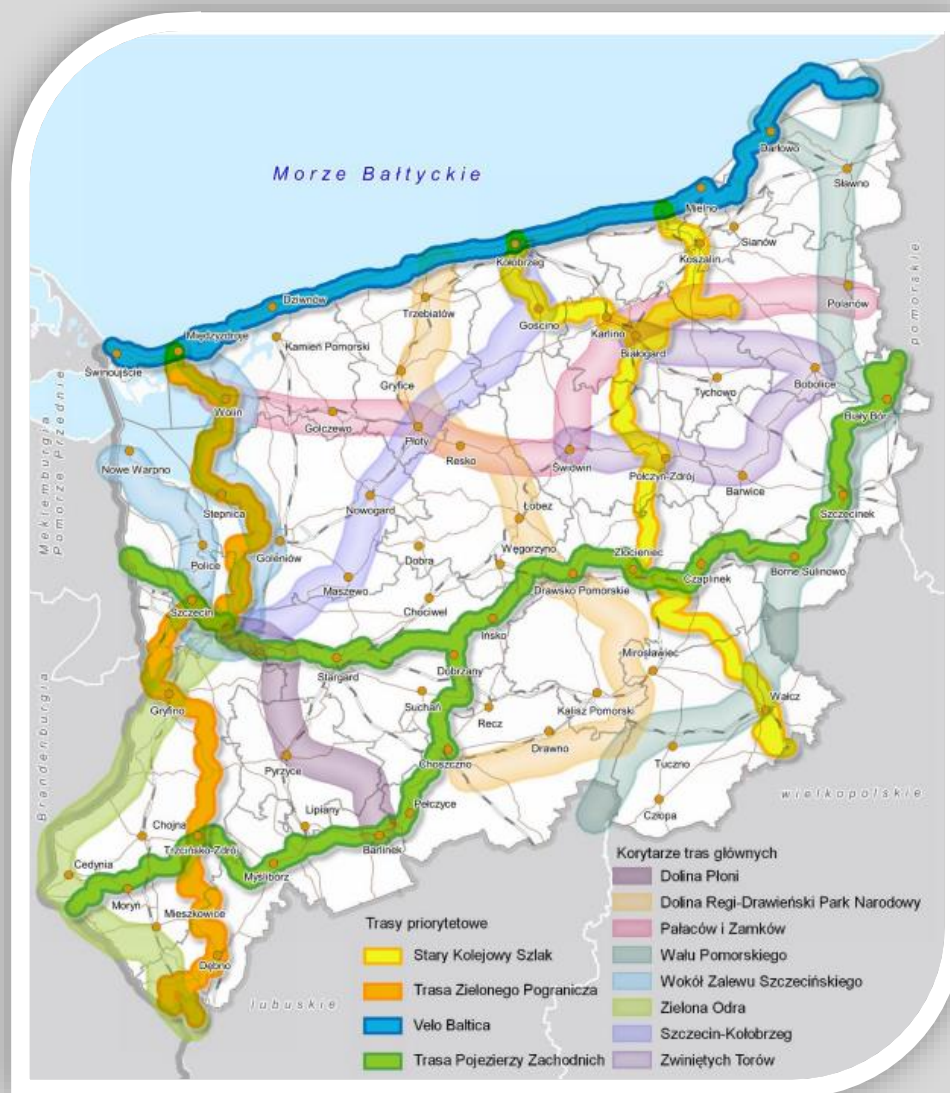 Morze Bałtyckie
Darłowo
Sławno
Mielno
Sianów
Koszalin
Kołobrzeg
pomorskie
Dziwnów
Trzebiatów
Gościno
Karlino
Polanów
Międzyzdroje
Kamień Pomorski
Białogard
Świnoujście
Gryfice
Tychowo
Bobolice
Wolin
Golczewo
Płoty
Biały Bór
Meklemburgia
Pomorze Przednie
Resko
Świdwin
Połczyn-Zdrój
Nowe Warpno
Barwice
Stepnica
Nowogard
Łobez
Szczecinek
Police
Goleniów
Dobra
Węgorzyno
Złocieniec
Maszewo
Drawsko Pomorskie
Czaplinek
Borne Sulinowo
Szczecin
Chociwel
Ińsko
Stargard
Dobrzany
Mirosławiec
Gryfino
Suchań
Recz
Kalisz Pomorski
Wałcz
Brandenburgia
Drawno
Pyrzyce
Choszczno
Tuczno
wielkopolskie
Człopa
Lipiany
Pełczyce
Chojna
Trzcińsko-Zdrój
Barlinek
Cedynia
Myślibórz
Moryń
Mieszkowice
Dębno
lubuskie
Trasy priorytetowe
Stary Kolejowy Szlak
Trasa Zielonego Pogranicza
Velo Baltica
Trasa Pojezierzy Zachodnich
Korytarze tras głównych
Dolina Płoni
Dolina Regi-Drawieński Park Narodowy
Pałaców i Zamków
Wału Pomorskiego
Wokół Zalewu Szczecińskiego
Zielona Odra
Szczecin-Kołobrzeg
Zwiniętych Torów